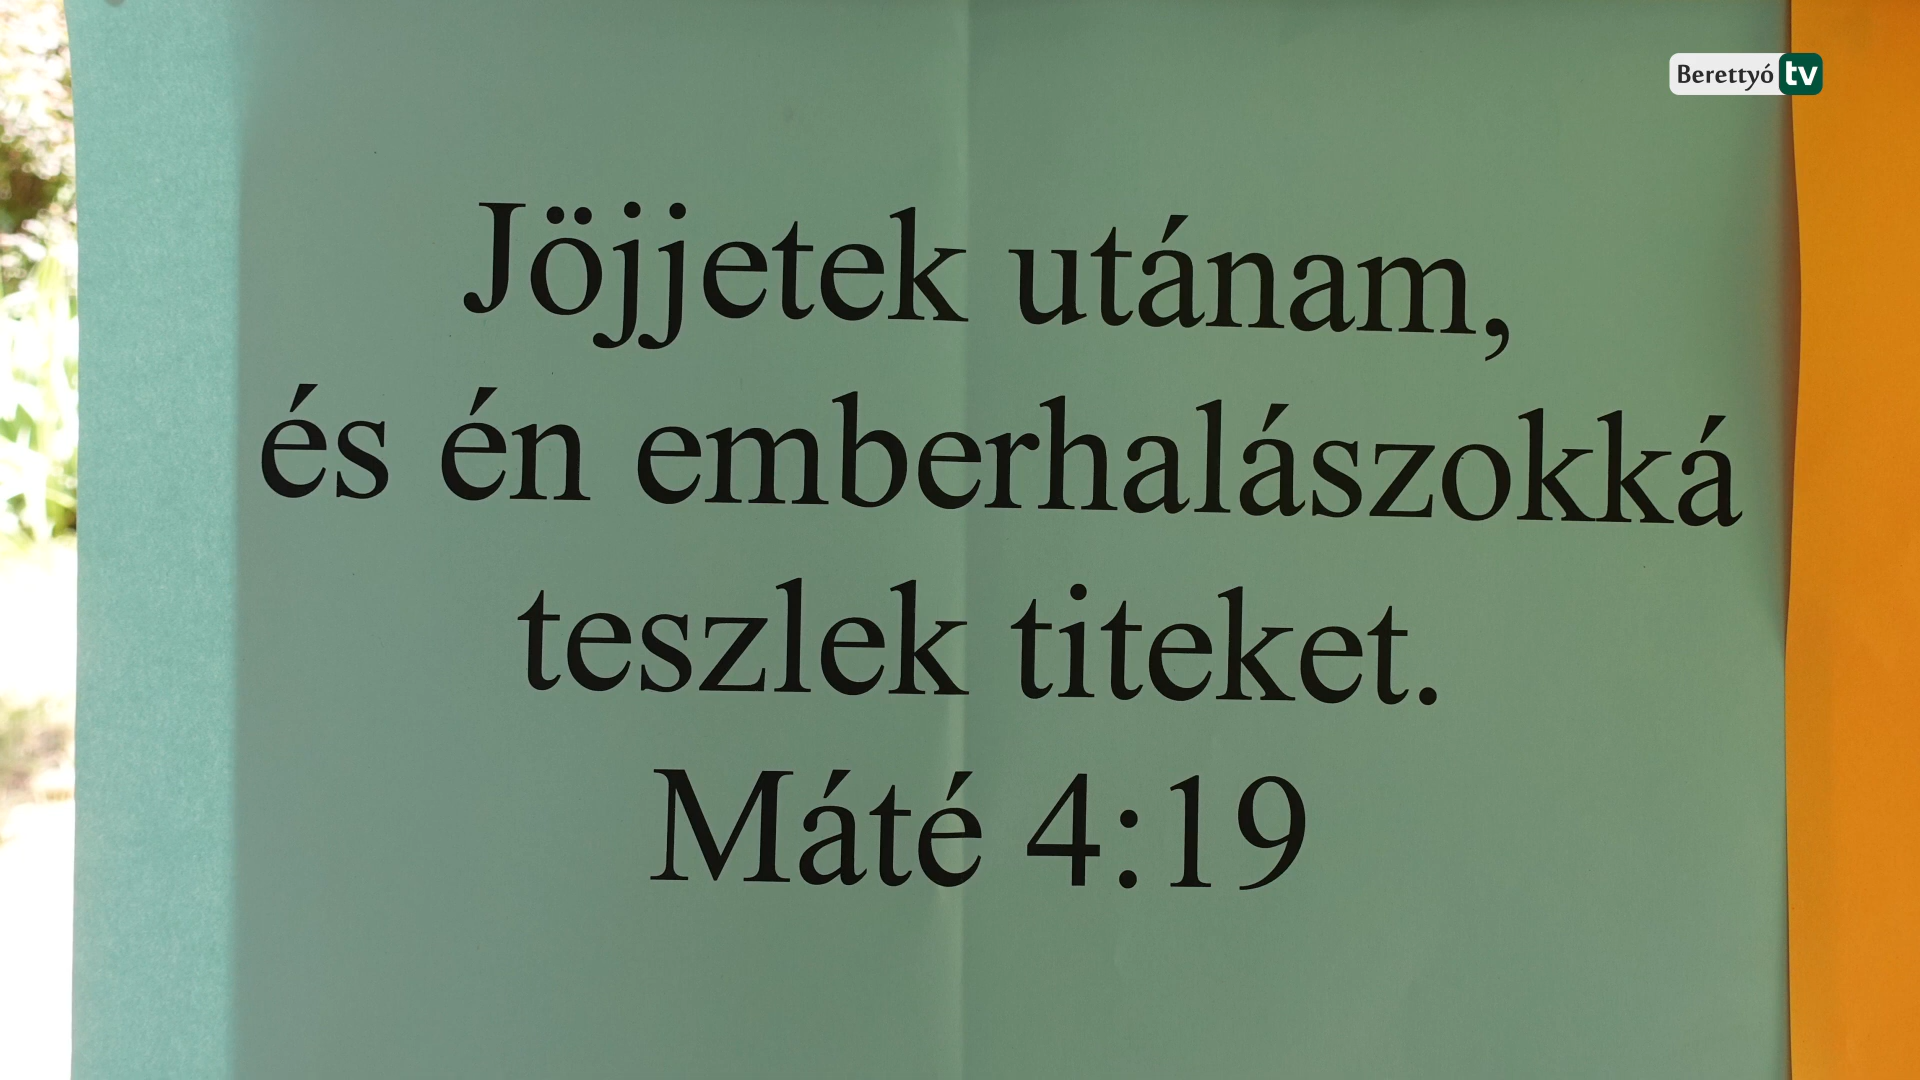 Berettyó tv
Jöjjetek utánam,
és én emberhalászokká
teszlek titeket.
Máté 4:19